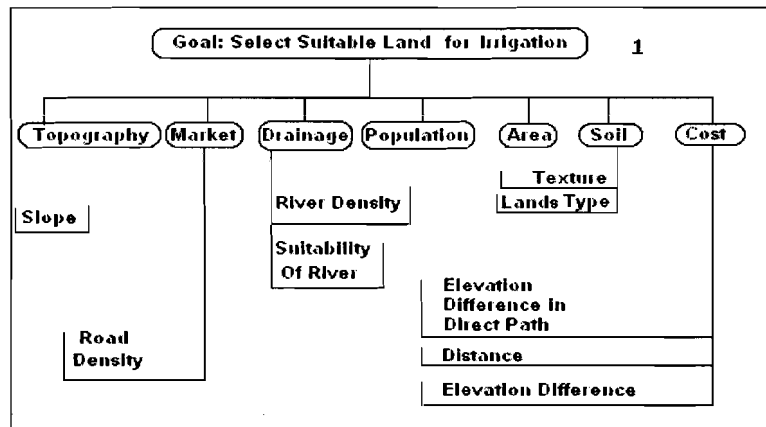 Goal: Select Suitable Land for Irrigation
1
Topography
Market
Drainage
Population
Area
Soil
Cost
Texture
Lands Type
River Density
Slope
Suitability
Of River
Elevation
Difference in
Direct Path
Road
Density
Distance
Elevation Difference